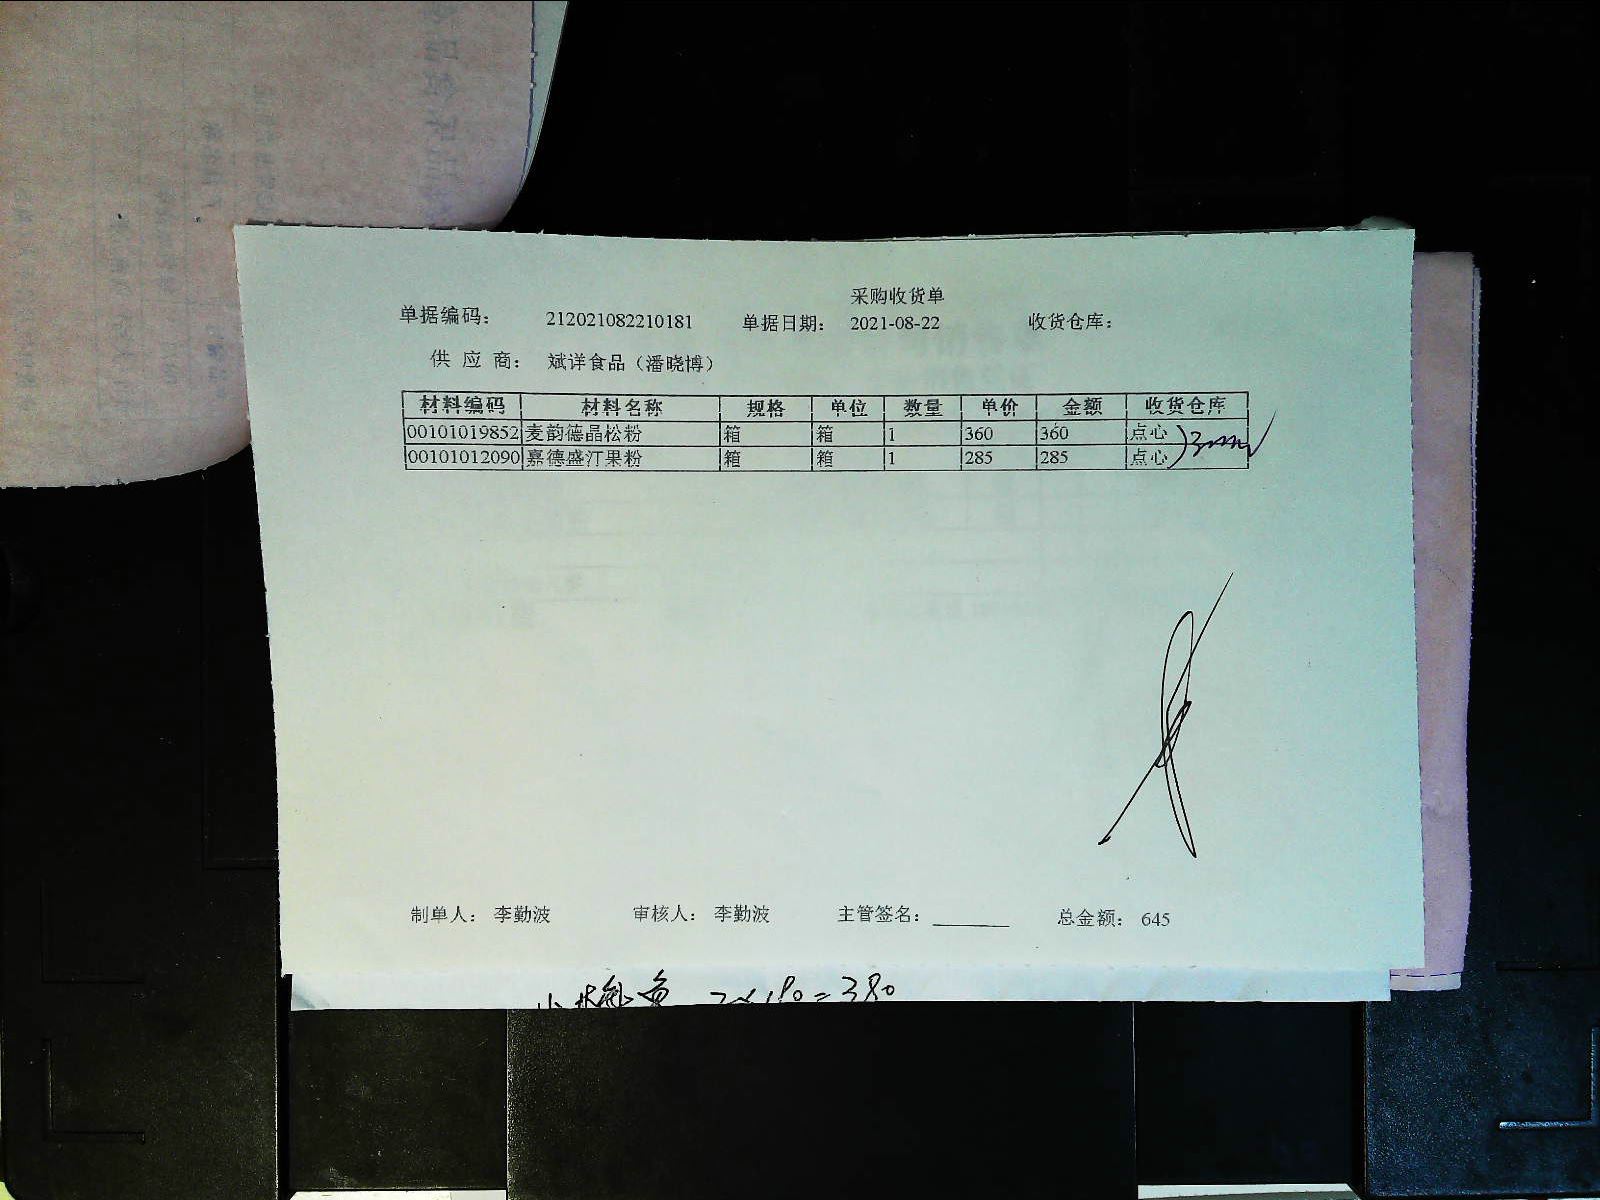 采购收货单
单据编码： 212021082210181 单据日期： 2021-08-22 收货仓库：
供 应 商： 斌详食品（潘晓博）
材料编码 材料名称 规格 单位 数量 单价 金额 收货仓库
00101019852 麦韵德晶松粉 箱 箱 1 360 360 点心
00101012090 嘉德盛汀果粉 箱 箱 1 285 285 点心
制单人： 李勤波 审核人： 李勤波 主管签名： 总金额： 645
=380